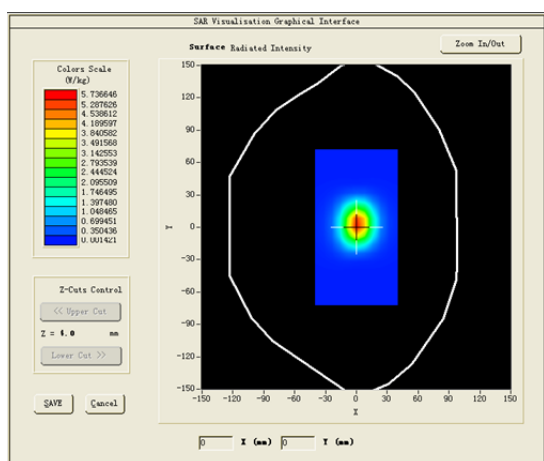 SAR Visualisation Graphical Interface
Surface Radiated Intensity
Zoom In/Out
Colors Scale
(W/kg)
5.736646
5.287626
4.538612
4.189597
3.840582
3.491568
3.142553
2.793539
2.444524
2.095509
1.746495
1.397480
1.048465
0.699451
0.350436
0.001421
150
120
90
60
30
0
-30
-60
-90
-120
-150
Y
-150 -120 -90 -60 -30 0 30 60 90 120 150
X
Z-Cuts Control
<< Upper Cut
Z = 4.0 mm
Lower Cut >>
SAVE
Cancel
0 X (mm) 0 Y (mm)